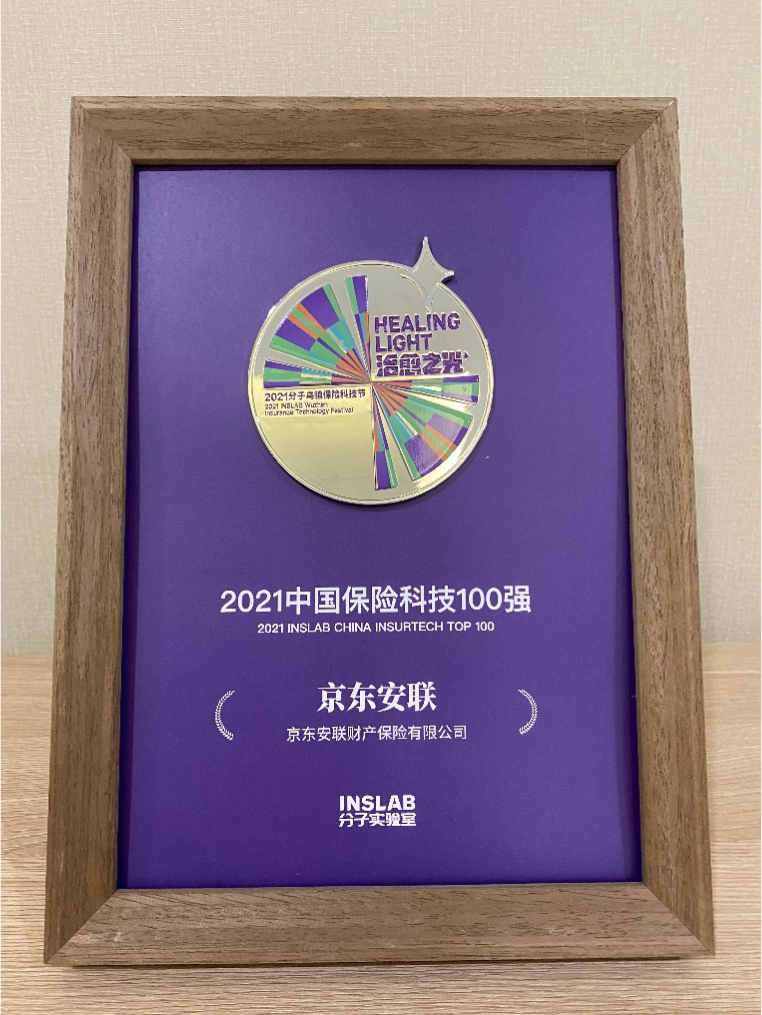 HEALING
LIGHT
治愈之光
2021分子乌镇保险科技节
2021 INSLAB Wuzhen
Insurance Technology Festival
2021中国保险科技100强
2021 INSLAB CHINA INSURTECH TOP 100
京东安联
京东安联财产保险有限公司
INSLAB
分子实验室